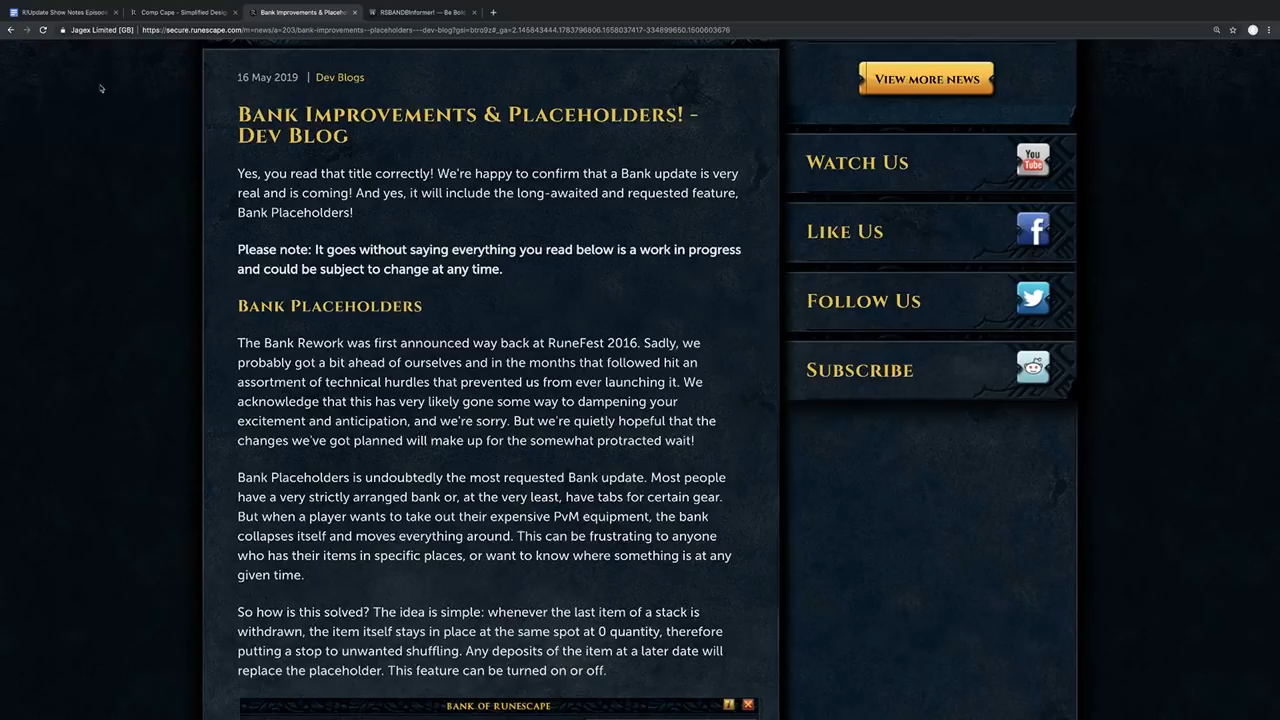 RIUpdate Show Notes Episode
Comp Cape - Simplified Desig
Bank Improvements & Placehol
RSBANDBInformer! — Be Bol
Jagex Limited [GB]
https://secure.runescape.com/m=news/a=203/bank-improvements--placeholders---dev-blog?gsi=btro9z#_ga=2.145843444.1783796806.1558037417-334899650.1500603676
16 May 2019 | Dev Blogs
Bank Improvements & Placeholders! -
Dev Blog
Yes, you read that title correctly! We're happy to confirm that a Bank update is very
real and is coming! And yes, it will include the long-awaited and requested feature,
Bank Placeholders!
Please note: It goes without saying everything you read below is a work in progress
and could be subject to change at any time.
Bank Placeholders
The Bank Rework was first announced way back at RuneFest 2016. Sadly, we
probably got a bit ahead of ourselves and in the months that followed hit an
assortment of technical hurdles that prevented us from ever launching it. We
acknowledge that this has very likely gone some way to dampening your
excitement and anticipation, and we're sorry. But we're quietly hopeful that the
changes we've got planned will make up for the somewhat protracted wait!
Bank Placeholders is undoubtedly the most requested Bank update. Most people
have a very strictly arranged bank or, at the very least, have tabs for certain gear.
But when a player wants to take out their expensive PvM equipment, the bank
collapses itself and moves everything around. This can be frustrating to anyone
who has their items in specific places, or want to know where something is at any
given time.
So how is this solved? The idea is simple: whenever the last item of a stack is
withdrawn, the item itself stays in place at the same spot at 0 quantity, therefore
putting a stop to unwanted shuffling. Any deposits of the item at a later date will
replace the placeholder. This feature can be turned on or off.
BANK OF RUNESCAPE
View more news
Watch Us
You
Tube
Like Us
Follow Us
Subscribe